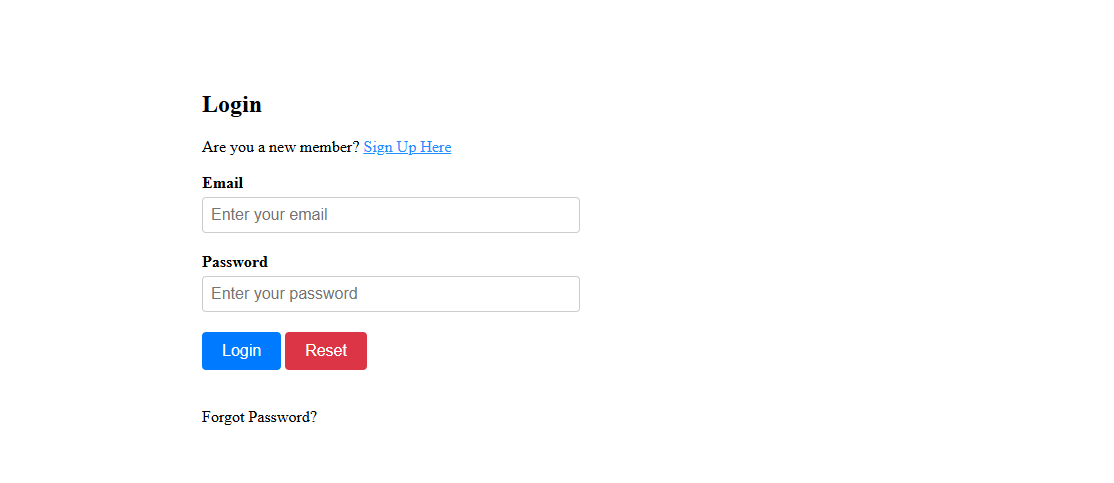 Login
Are you a new member? Sign Up Here
Email
Enter your email
Password
Enter your password
Login Reset
Forgot Password?